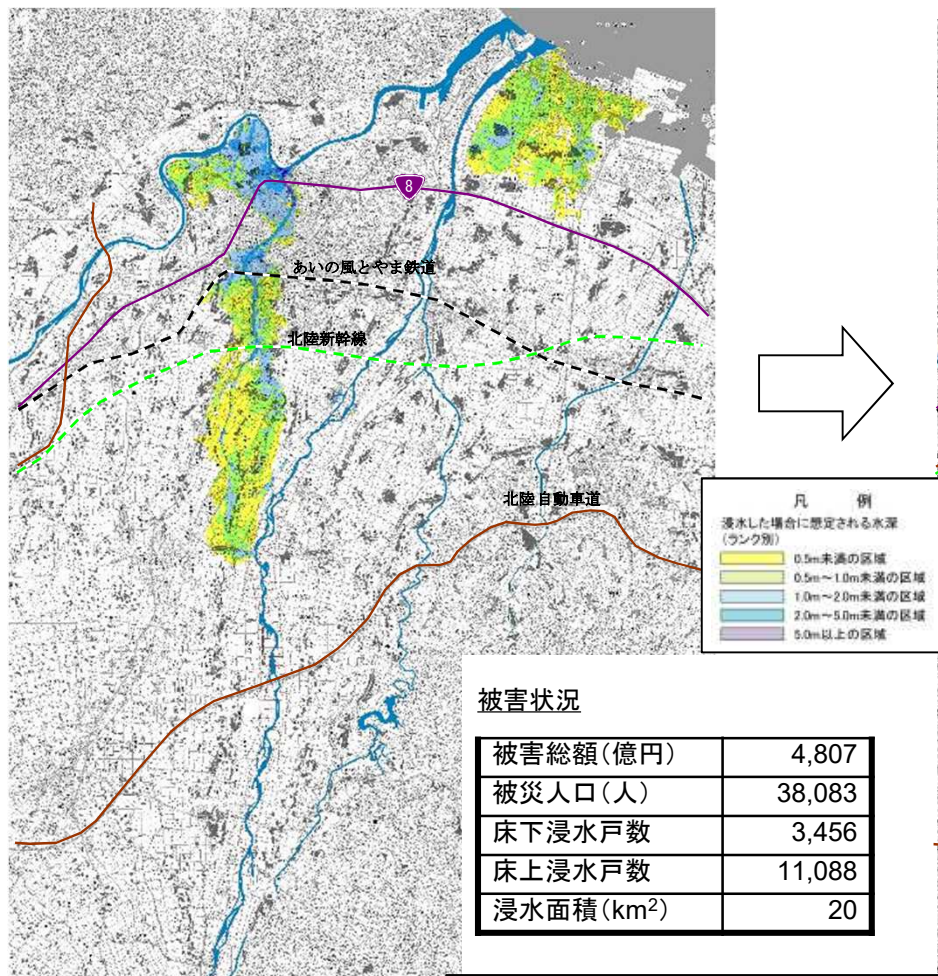 8
あいの風とやま鉄道
北陸新幹線
北陸自動車道
凡 例
浸水した場合に想定される水深
(ランク別)
0.5m未満の区域
0.5m~1.0m未満の区域
1.0m~2.0m未満の区域
2.0m~5.0m未満の区域
5.0m以上の区域
被害状況
被害総額(億円) 4,807
被災人口(人) 38,083
床下浸水戸数 3,456
床上浸水戸数 11,088
浸水面積(km²) 20